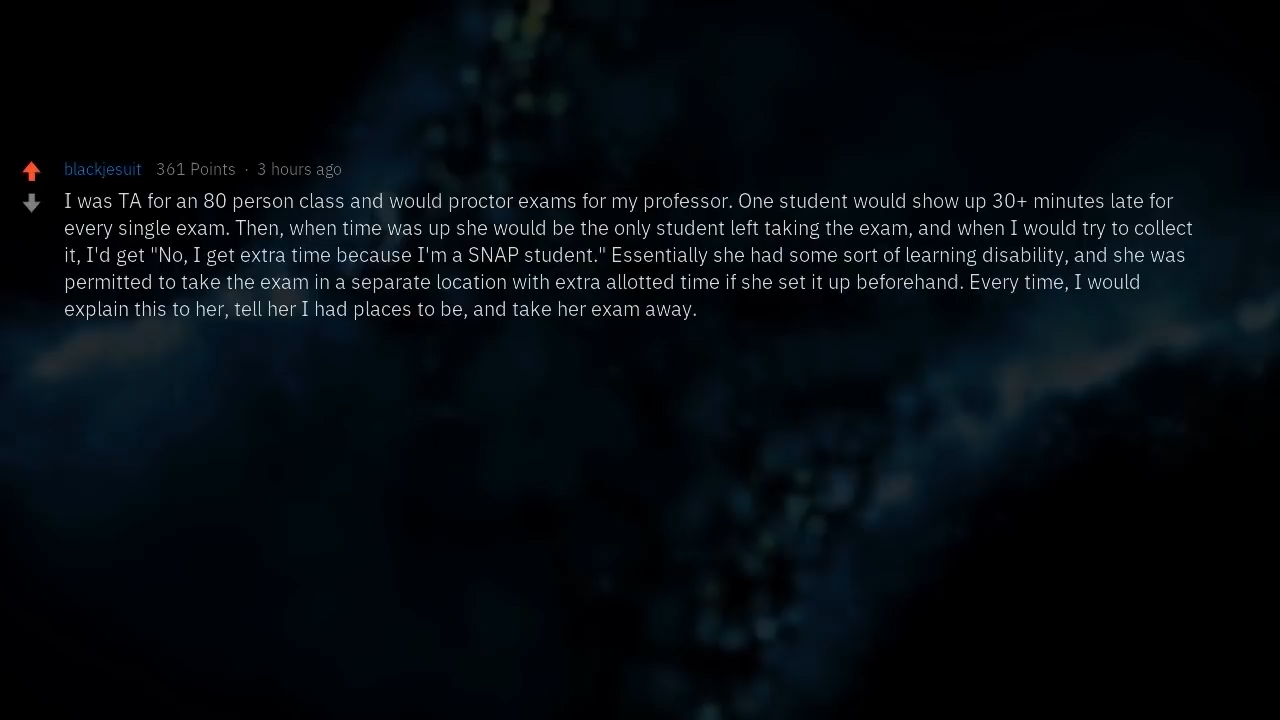 blackjesuit 361 Points · 3 hours ago
I was TA for an 80 person class and would proctor exams for my professor. One student would show up 30+ minutes late for
every single exam. Then, when time was up she would be the only student left taking the exam, and when I would try to collect
it, I'd get "No, I get extra time because I'm a SNAP student." Essentially she had some sort of learning disability, and she was
permitted to take the exam in a separate location with extra allotted time if she set it up beforehand. Every time, I would
explain this to her, tell her I had places to be, and take her exam away.